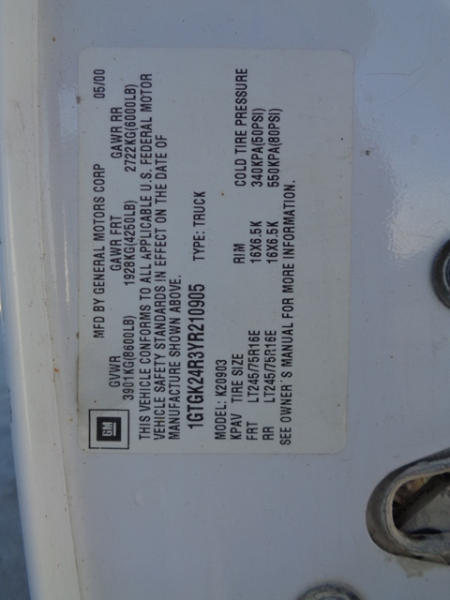 GM
MFD BY GENERAL MOTORS CORP 05/00
GVWR GAWR FRT GAWR RR
3901KG(8600LB) 1928KG(4250LB) 2722KG(6000LB)
THIS VEHICLE CONFORMS TO ALL APPLICABLE U.S. FEDERAL MOTOR
VEHICLE SAFETY STANDARDS IN EFFECT ON THE DATE OF
MANUFACTURE SHOWN ABOVE.
1GTGK24R3YR210905 TYPE: TRUCK
MODEL: K20903
KPAV TIRE SIZE RIM COLD TIRE PRESSURE
FRT LT245/75R16E 16X6.5K 340KPA(50PSI)
RR LT245/75R16E 16X6.5K 550KPA(80PSI)
SEE OWNER'S MANUAL FOR MORE INFORMATION.